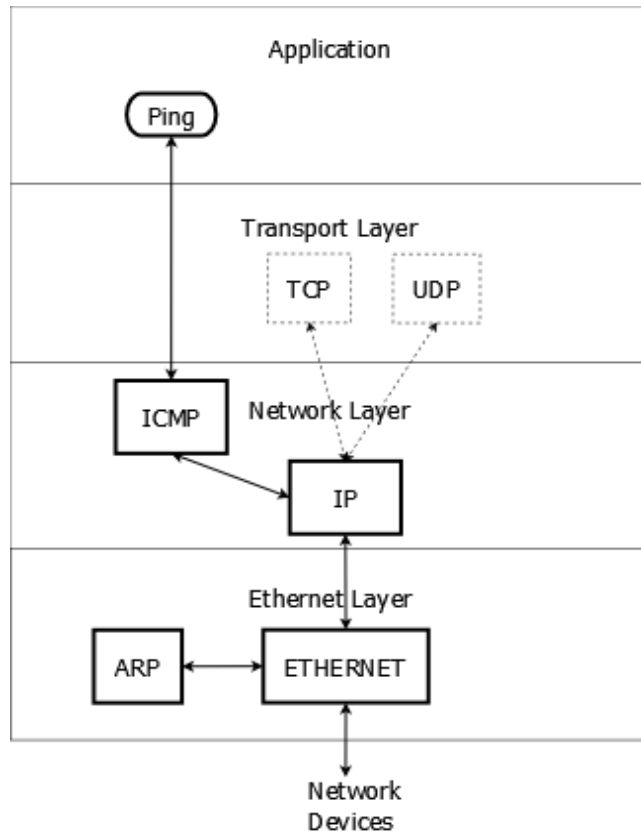 Application
Ping
Transport Layer
TCP
UDP
Network Layer
ICMP
IP
Ethernet Layer
ARP
ETHERNET
Network
Devices